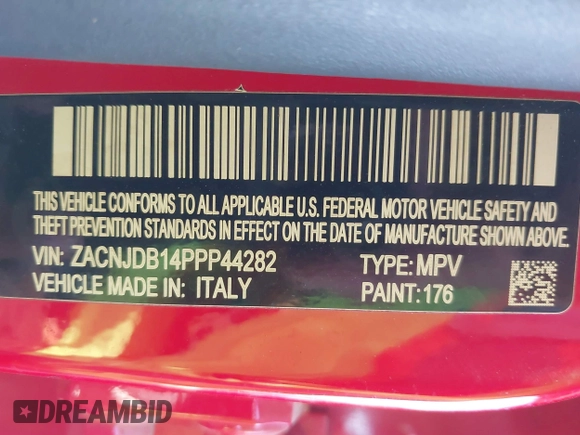 THIS VEHICLE CONFORMS TO ALL APPLICABLE U.S. FEDERAL MOTOR VEHICLE SAFETY AND
THEFT PREVENTION STANDARDS IN EFFECT ON THE DATE OF MANUFACTURE SHOWN ABOVE.
VIN: ZACNJDB14PPP44282 TYPE: MPV
VEHICLE MADE IN: ITALY PAINT: 176
DREAMBID